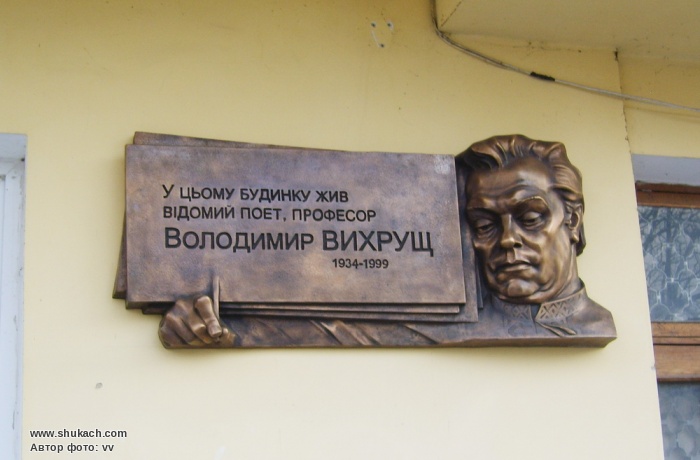 У ЦЬОМУ БУДИНКУ ЖИВ
ВІДОМИЙ ПОЕТ, ПРОФЕСОР
ВОЛОДИМИР ВИХРУЩ
1934-1999
www.shukach.com
Автор фото: vv